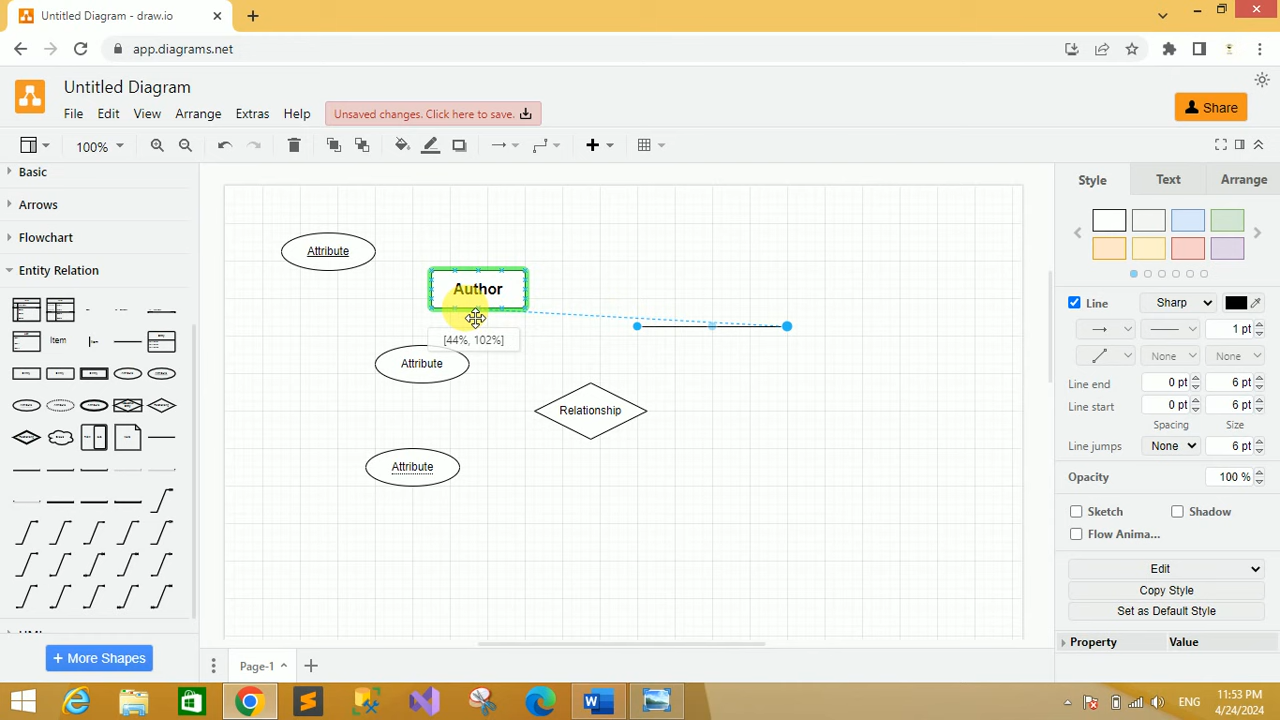 Untitled Diagram - draw.io
app.diagrams.net
Untitled Diagram
File Edit View Arrange Extras Help
Unsaved changes. Click here to save.
Share
100%
Basic
Arrows
Flowchart
Entity Relation
Item
More Shapes
Attribute
Author
[44%, 102%]
Attribute
Relationship
Attribute
Page-1
Style Text Arrange
Line Sharp
1 pt
None None
Line end 0 pt 6 pt
Line start 0 pt 6 pt
Spacing Size
Line jumps None 6 pt
Opacity 100 %
Sketch Shadow
Flow Anima...
Edit
Copy Style
Set as Default Style
Property Value
ENG
11:53 PM
4/24/2024